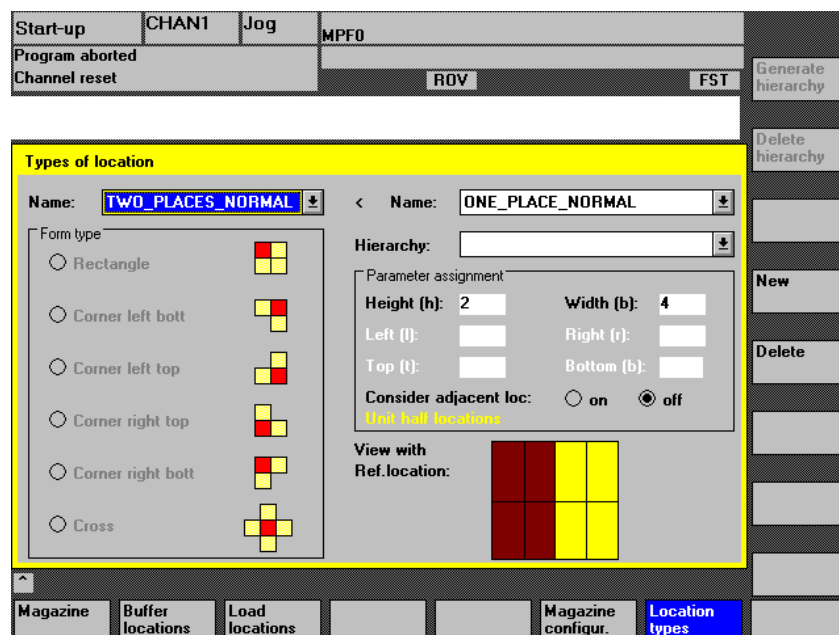 Start-up
CHAN1
Jog
MPF0
Program aborted
Channel reset
ROV
FST
Generate
hierarchy
Delete
hierarchy
Types of location
Name:
TWO_PLACES_NORMAL
< Name:
ONE_PLACE_NORMAL
Form type
Hierarchy:
Rectangle
Parameter assignment
New
Height (h): 2
Width (b): 4
Corner left bott
Left (l):
Right (r):
Delete
Corner left top
Top (t):
Bottom (b):
Consider adjacent loc:
on
off
Corner right top
Unit half locations
View with
Ref.location:
Corner right bott
Cross
^
Magazine
Buffer
locations
Load
locations
Magazine
configur.
Location
types